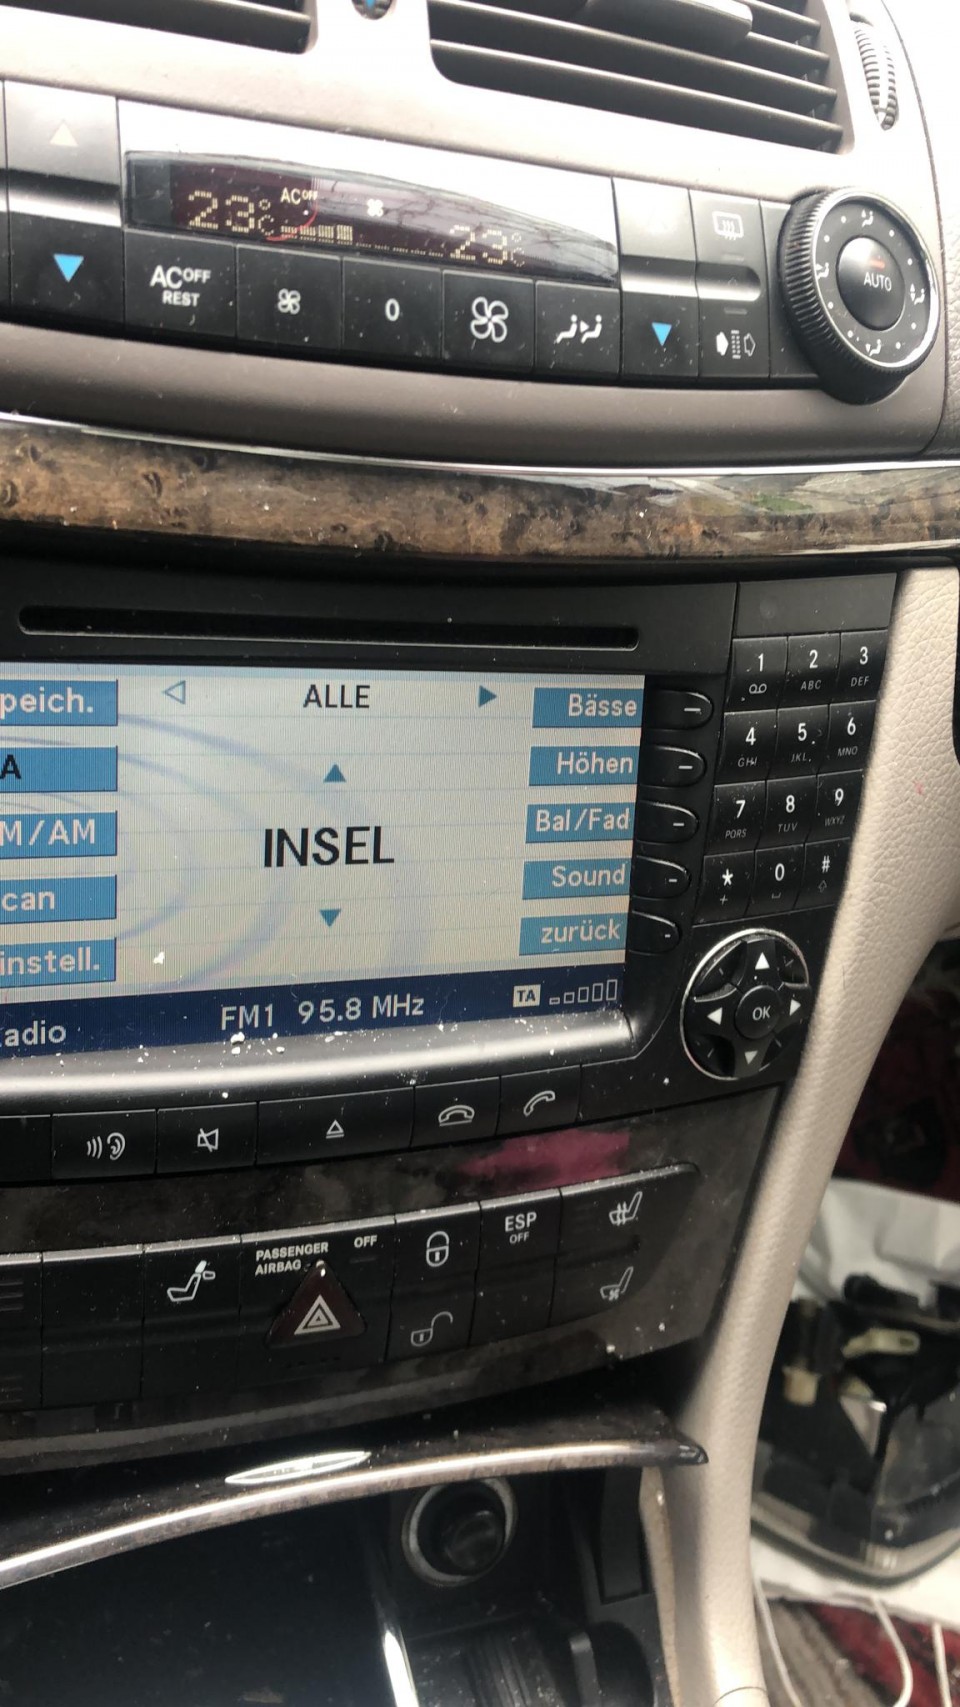 23°C AC OFF 23°C
AC OFF
REST
0
AUTO
peich.
ALLE
Bässe
A
Höhen
M/AM
INSEL
Bal/Fad
can
Sound
instell.
zurück
adio
FM1 95.8 MHz
TA
1
2 ABC
3 DEF
4 GHI
5 JKL
6 MNO
7 PQRS
8 TUV
9 WXYZ
*
+
0
#
OK
PASSENGER
AIRBAG
OFF
ESP
OFF